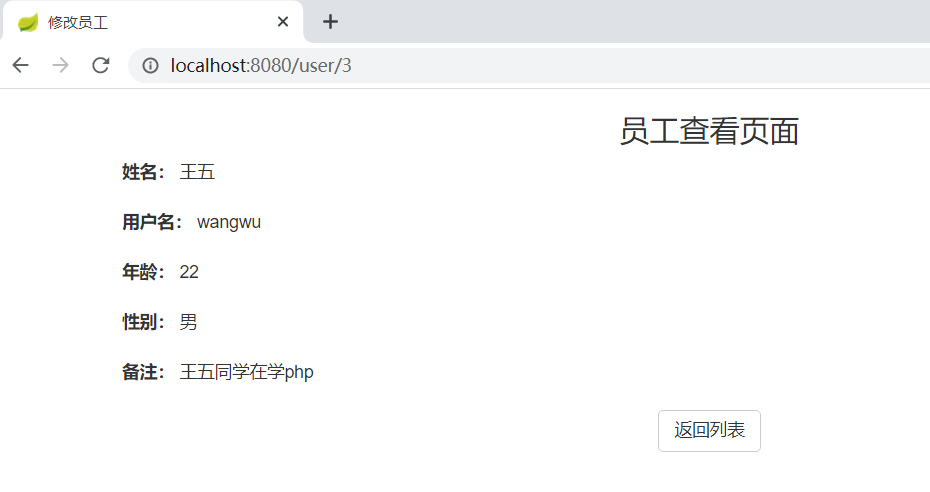 修改员工
localhost:8080/user/3
员工查看页面
姓名： 王五
用户名： wangwu
年龄： 22
性别： 男
备注： 王五同学在学php
返回列表